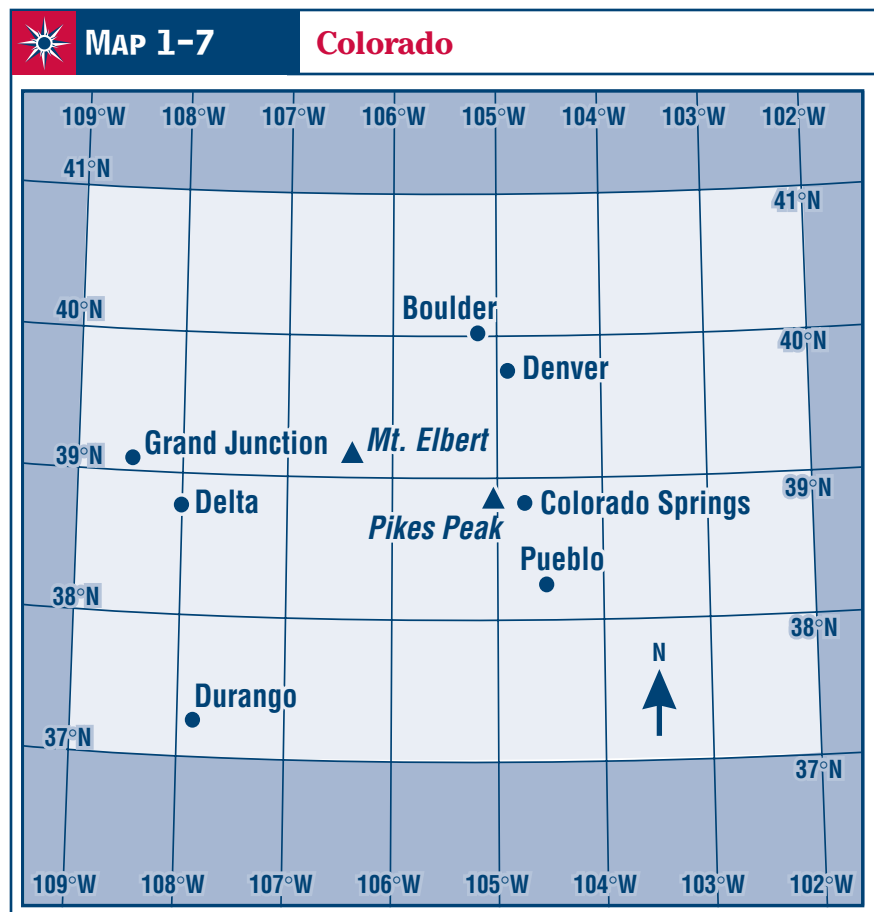 MAP 1–7 Colorado
109°W 108°W 107°W 106°W 105°W 104°W 103°W 102°W
41°N
41°N
40°N
Boulder
40°N
Denver
Grand Junction
Mt. Elbert
39°N
39°N
Delta
Colorado Springs
Pikes Peak
Pueblo
38°N
38°N
N
Durango
37°N
37°N
109°W 108°W 107°W 106°W 105°W 104°W 103°W 102°W